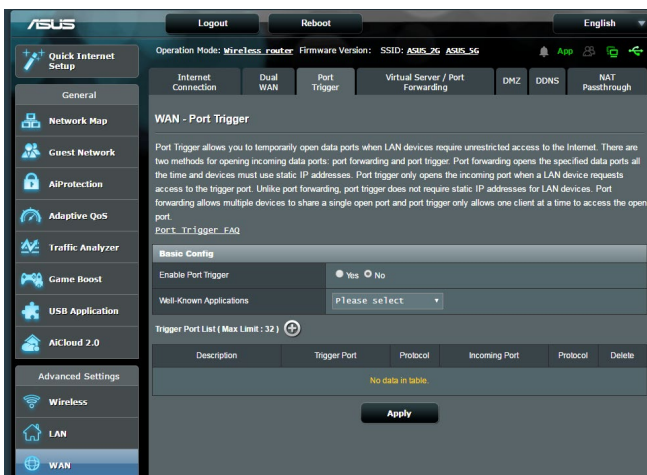 ASUS
Logout Reboot English
Quick Internet Setup
Operation Mode: Wireless router Firmware Version: SSID: ASUS_2G ASUS_5G App
Internet Connection Dual WAN Port Trigger Virtual Server / Port Forwarding DMZ DDNS NAT Passthrough
General
Network Map
Guest Network
AiProtection
Adaptive QoS
Traffic Analyzer
Game Boost
USB Application
AiCloud 2.0
Advanced Settings
Wireless
LAN
WAN
WAN - Port Trigger
Port Trigger allows you to temporarily open data ports when LAN devices require unrestricted access to the Internet. There are
two methods for opening incoming data ports: port forwarding and port trigger. Port forwarding opens the specified data ports all
the time and devices must use static IP addresses. Port trigger only opens the incoming port when a LAN device requests
access to the trigger port. Unlike port forwarding, port trigger does not require static IP addresses for LAN devices. Port
forwarding allows multiple devices to share a single open port and port trigger only allows one client at a time to access the open
port.
Port Trigger FAQ
Basic Config
Enable Port Trigger Yes No
Well-Known Applications Please select
Trigger Port List ( Max Limit : 32 )
Description Trigger Port Protocol Incoming Port Protocol Delete
No data in table.
Apply